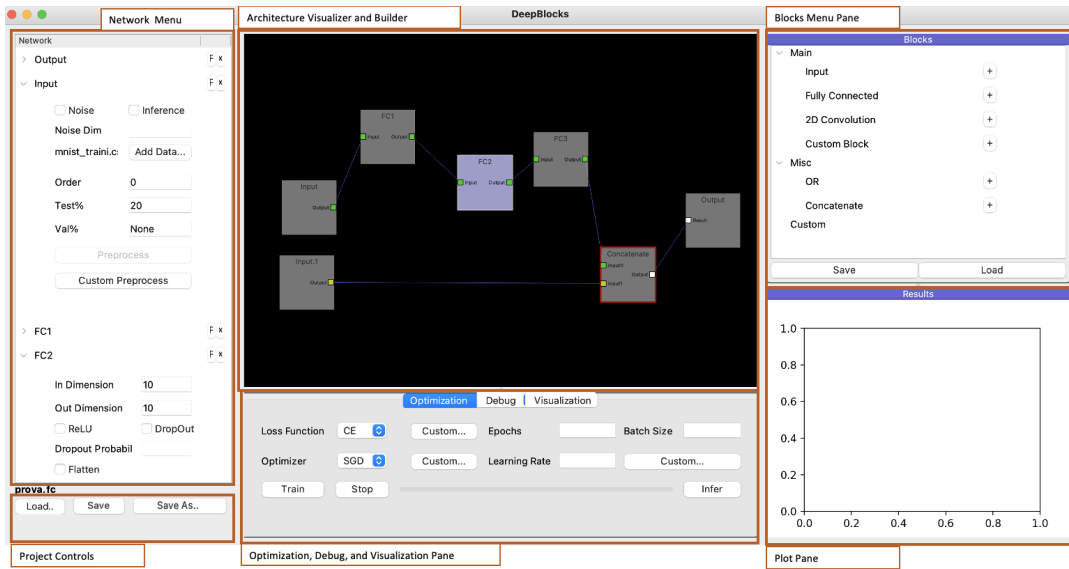 Network Menu
Architecture Visualizer and Builder
DeepBlocks
Blocks Menu Pane
Network
Output
F x
Input
F x
Noise
Inference
Noise Dim
mnist_traini.c:
Add Data...
Order
0
Test%
20
Val%
None
Preprocess
Custom Preprocess
FC1
F x
FC2
F x
In Dimension
10
Out Dimension
10
ReLU
DropOut
Dropout Probabil
Flatten
prova.fc
Load..
Save
Save As..
Project Controls
FC1
Input Output
FC2
Input Output
FC3
Input Output
Input
Output
Output
Result
Input.1
Output
Concatenate
Input0
Output
Input1
Optimization
Debug
Visualization
Loss Function
CE
Custom...
Epochs
Batch Size
Optimizer
SGD
Custom...
Learning Rate
Custom...
Train
Stop
Infer
Optimization, Debug, and Visualization Pane
Blocks
Main
Input
+
Fully Connected
+
2D Convolution
+
Custom Block
+
Misc
OR
+
Concatenate
+
Custom
Save
Load
Results
1.0
0.8
0.6
0.4
0.2
0.0
0.0 0.2 0.4 0.6 0.8 1.0
Plot Pane